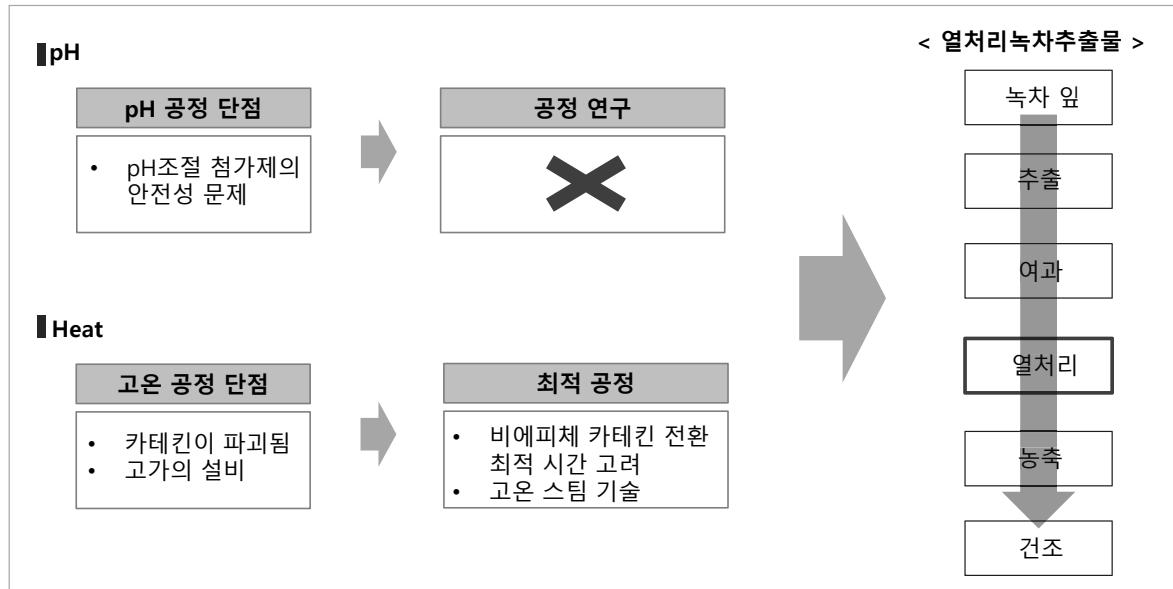 pH
pH 공정 단점
• pH조절 첨가제의
안전성 문제
공정 연구
Heat
고온 공정 단점
• 카테킨이 파괴됨
• 고가의 설비
최적 공정
• 비에피체 카테킨 전환
최적 시간 고려
• 고온 스팀 기술
< 열처리녹차추출물 >
녹차 잎
추출
여과
열처리
농축
건조